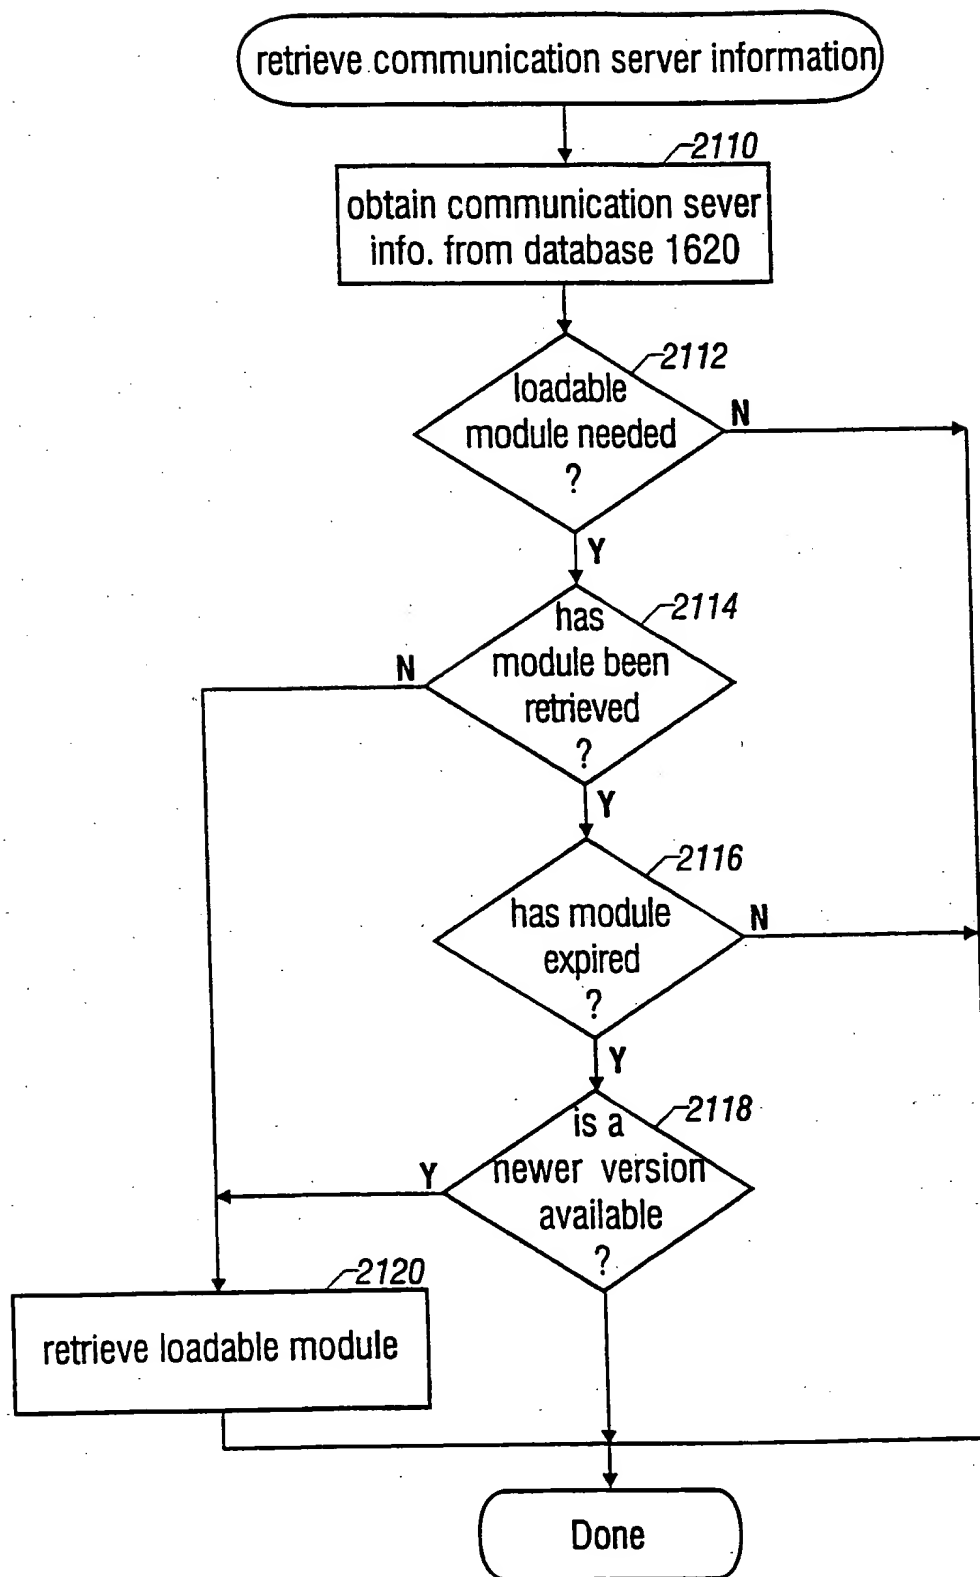 retrieve communication server information
2110
obtain communication sever
info. from database 1620
2112
loadable
module needed
?
N
Y
2114
has
module been
retrieved
?
N
Y
2116
has module
expired
?
N
Y
2118
is a
newer version
available
?
Y
2120
retrieve loadable module
Done